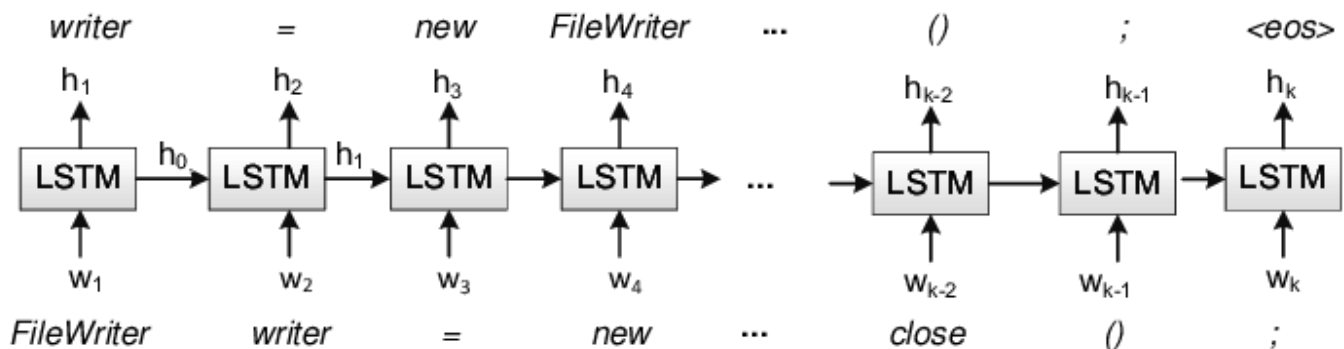 writer = new FileWriter ... () ; <eos>
h1 h2 h3 h4 hk-2 hk-1 hk
LSTM h0 LSTM h1 LSTM LSTM ... LSTM LSTM LSTM
w1 w2 w3 w4 wk-2 wk-1 wk
FileWriter writer = new ... close () ;